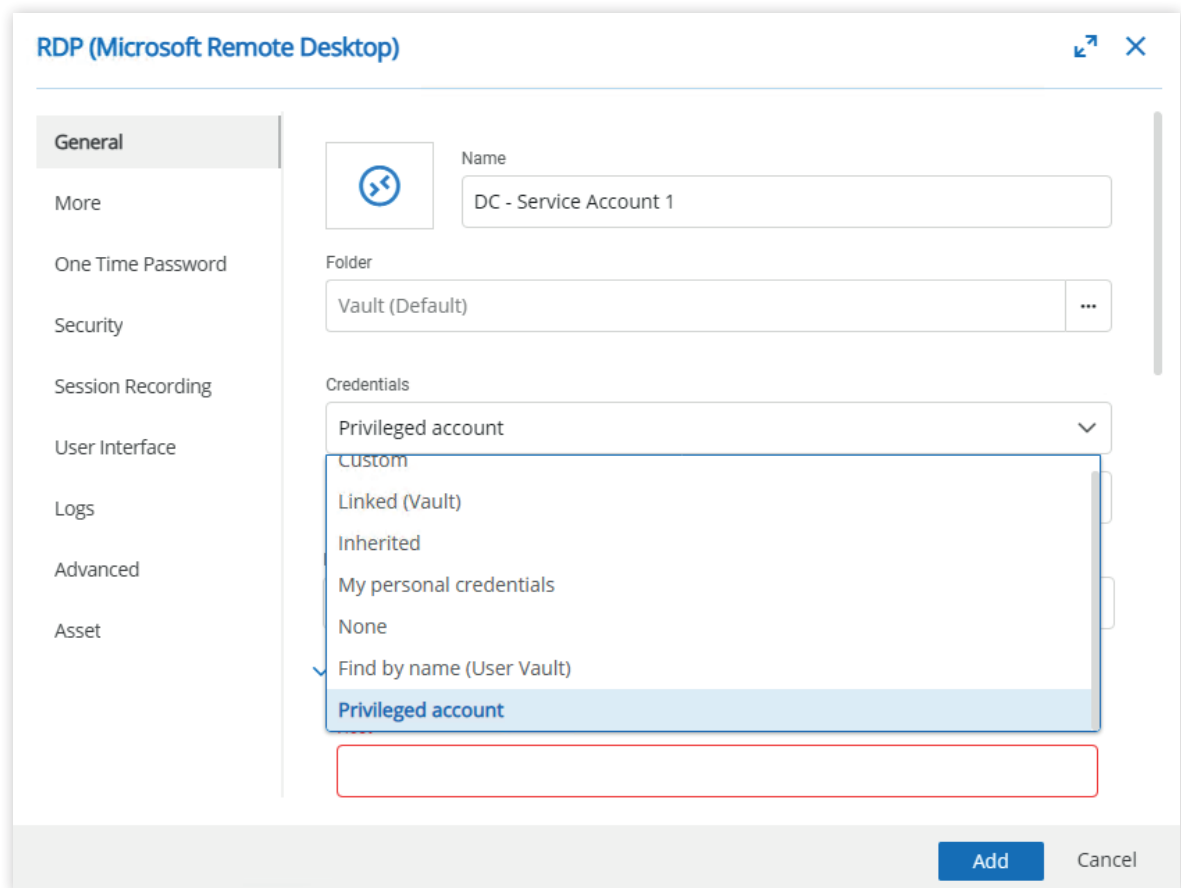 RDP (Microsoft Remote Desktop)
General
More
One Time Password
Security
Session Recording
User Interface
Logs
Advanced
Asset
Name
DC - Service Account 1
Folder
Vault (Default)
...
Credentials
Privileged account
Custom
Linked (Vault)
Inherited
My personal credentials
None
Find by name (User Vault)
Privileged account
Add
Cancel